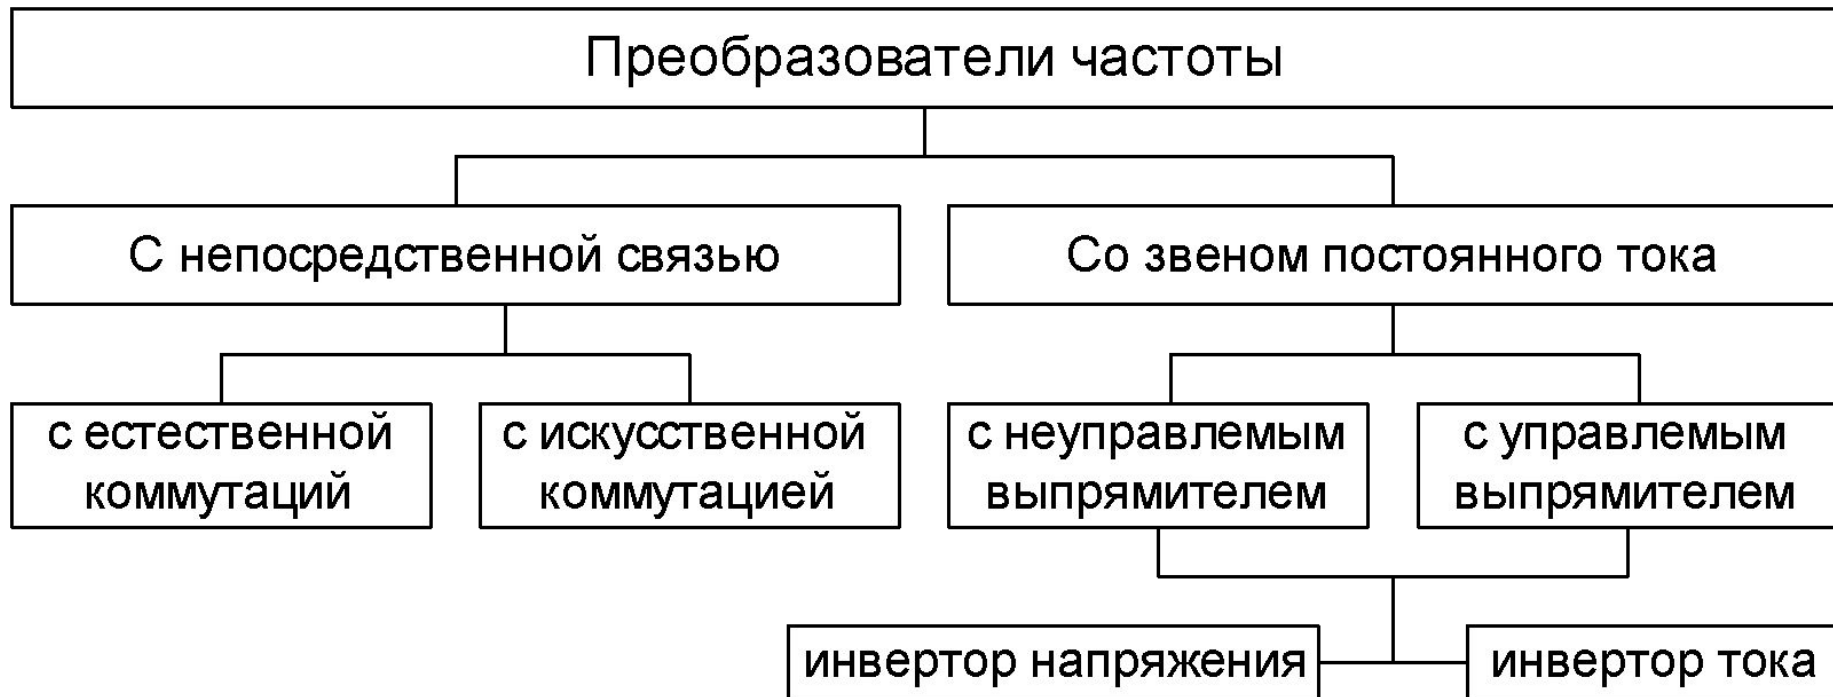 Преобразователи частоты
С непосредственной связью
Со звеном постоянного тока
с естественной
коммутаций
с искусственной
коммутацией
с неуправлемым
выпрямителем
с управлемым
выпрямителем
инвертор напряжения
инвертор тока